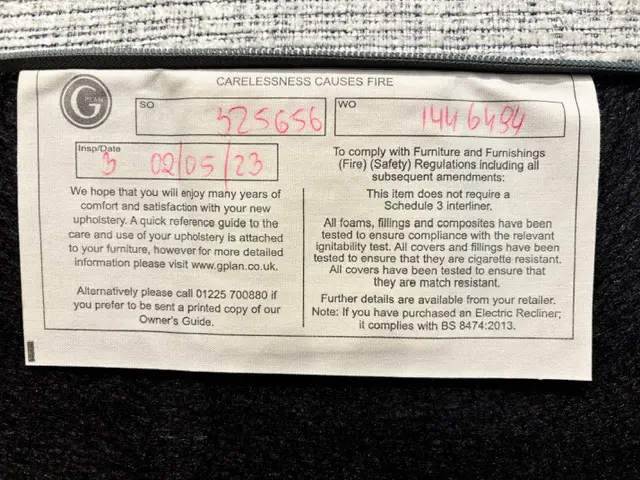 CARELESSNESS CAUSES FIRE
G
PLAN
SO 525656
WO 1446494
Insp/Date
3 02/05/23
We hope that you will enjoy many years of
comfort and satisfaction with your new
upholstery. A quick reference guide to the
care and use of your upholstery is attached
to your furniture, however for more detailed
information please visit www.gplan.co.uk.
Alternatively please call 01225 700880 if
you prefer to be sent a printed copy of our
Owner's Guide.
To comply with Furniture and Furnishings
(Fire) (Safety) Regulations including all
subsequent amendments:
This item does not require a
Schedule 3 interliner.
All foams, fillings and composites have been
tested to ensure compliance with the relevant
ignitability test. All covers and fillings have been
tested to ensure that they are cigarette resistant.
All covers have been tested to ensure that
they are match resistant.
Further details are available from your retailer.
Note: If you have purchased an Electric Recliner;
it complies with BS 8474:2013.